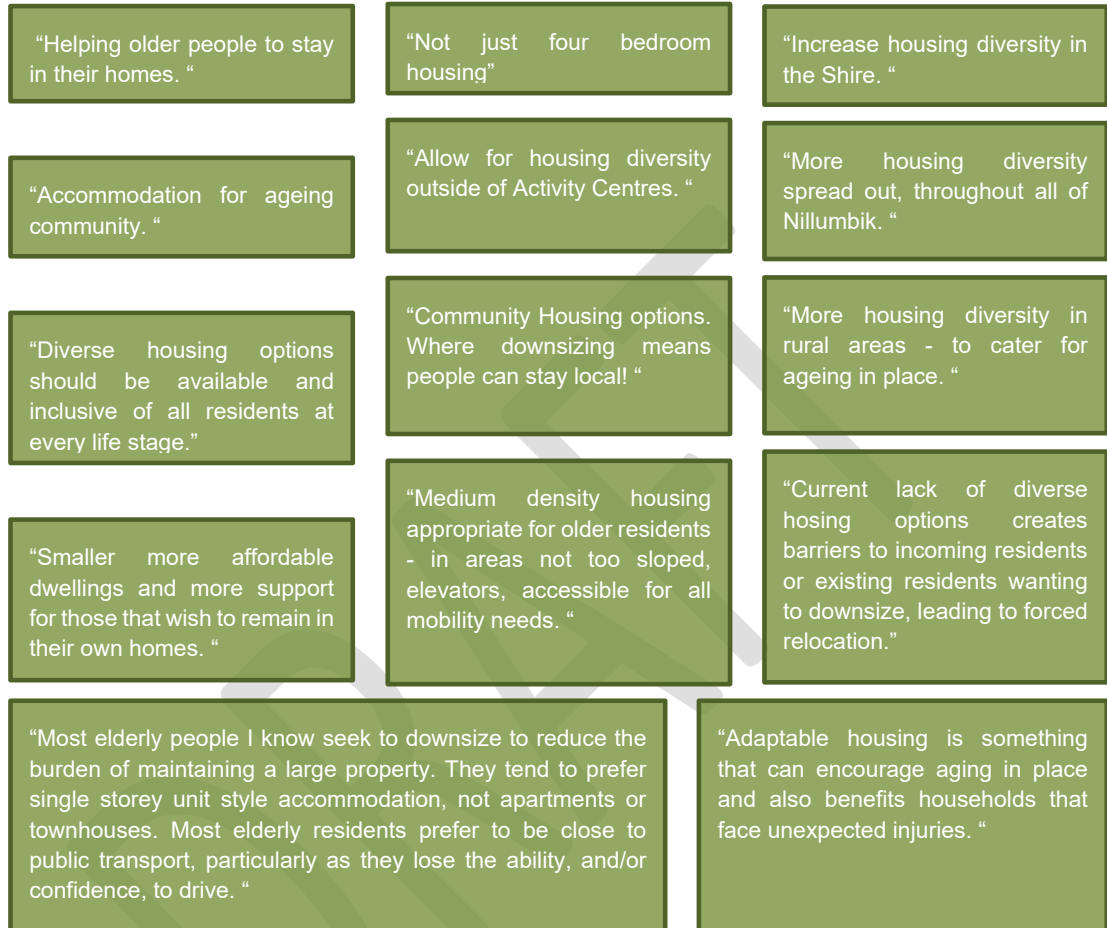 “Helping older people to stay
in their homes. “
“Not just four bedroom
housing”
“Increase housing diversity in
the Shire. “
“Accommodation for ageing
community. “
“Allow for housing diversity
outside of Activity Centres. “
“More housing diversity
spread out, throughout all of
Nillumbik. “
“Diverse housing options
should be available and
inclusive of all residents at
every life stage.”
“Community Housing options.
Where downsizing means
people can stay local! “
“More housing diversity in
rural areas - to cater for
ageing in place. “
“Smaller more affordable
dwellings and more support
for those that wish to remain in
their own homes. “
“Medium density housing
appropriate for older residents
- in areas not too sloped,
elevators, accessible for all
mobility needs. “
“Current lack of diverse
hosing options creates
barriers to incoming residents
or existing residents wanting
to downsize, leading to forced
relocation.”
“Most elderly people I know seek to downsize to reduce the
burden of maintaining a large property. They tend to prefer
single storey unit style accommodation, not apartments or
townhouses. Most elderly residents prefer to be close to
public transport, particularly as they lose the ability, and/or
confidence, to drive. “
“Adaptable housing is something
that can encourage aging in place
and also benefits households that
face unexpected injuries. “
DRAFT